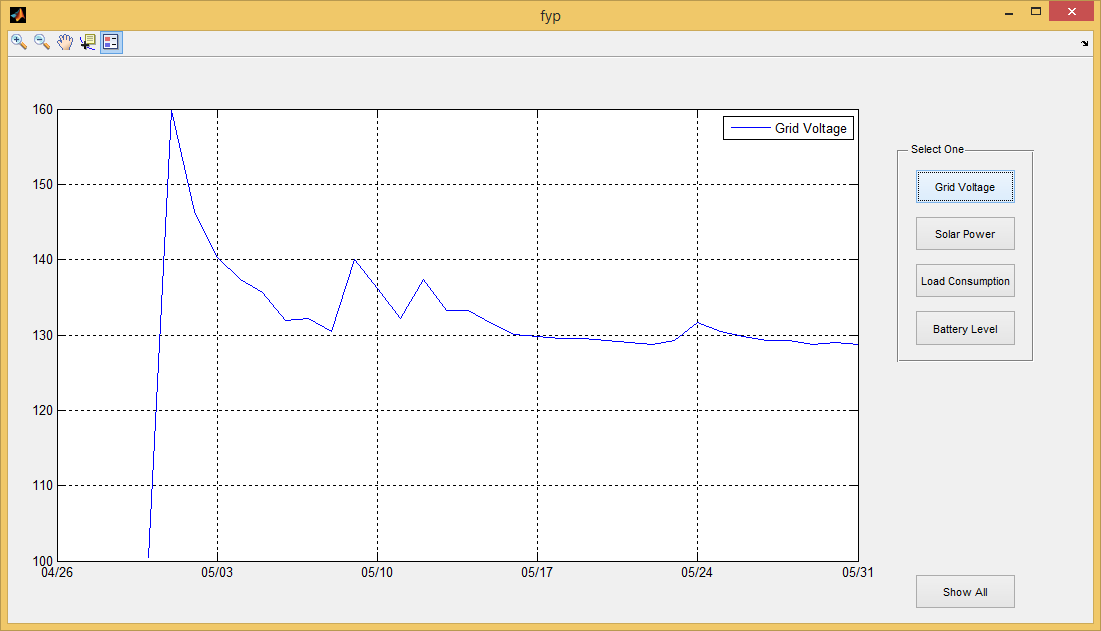 fyp
160
150
140
130
120
110
100
04/26
05/03
05/10
05/17
05/24
05/31
Grid Voltage
Select One
Grid Voltage
Solar Power
Load Consumption
Battery Level
Show All